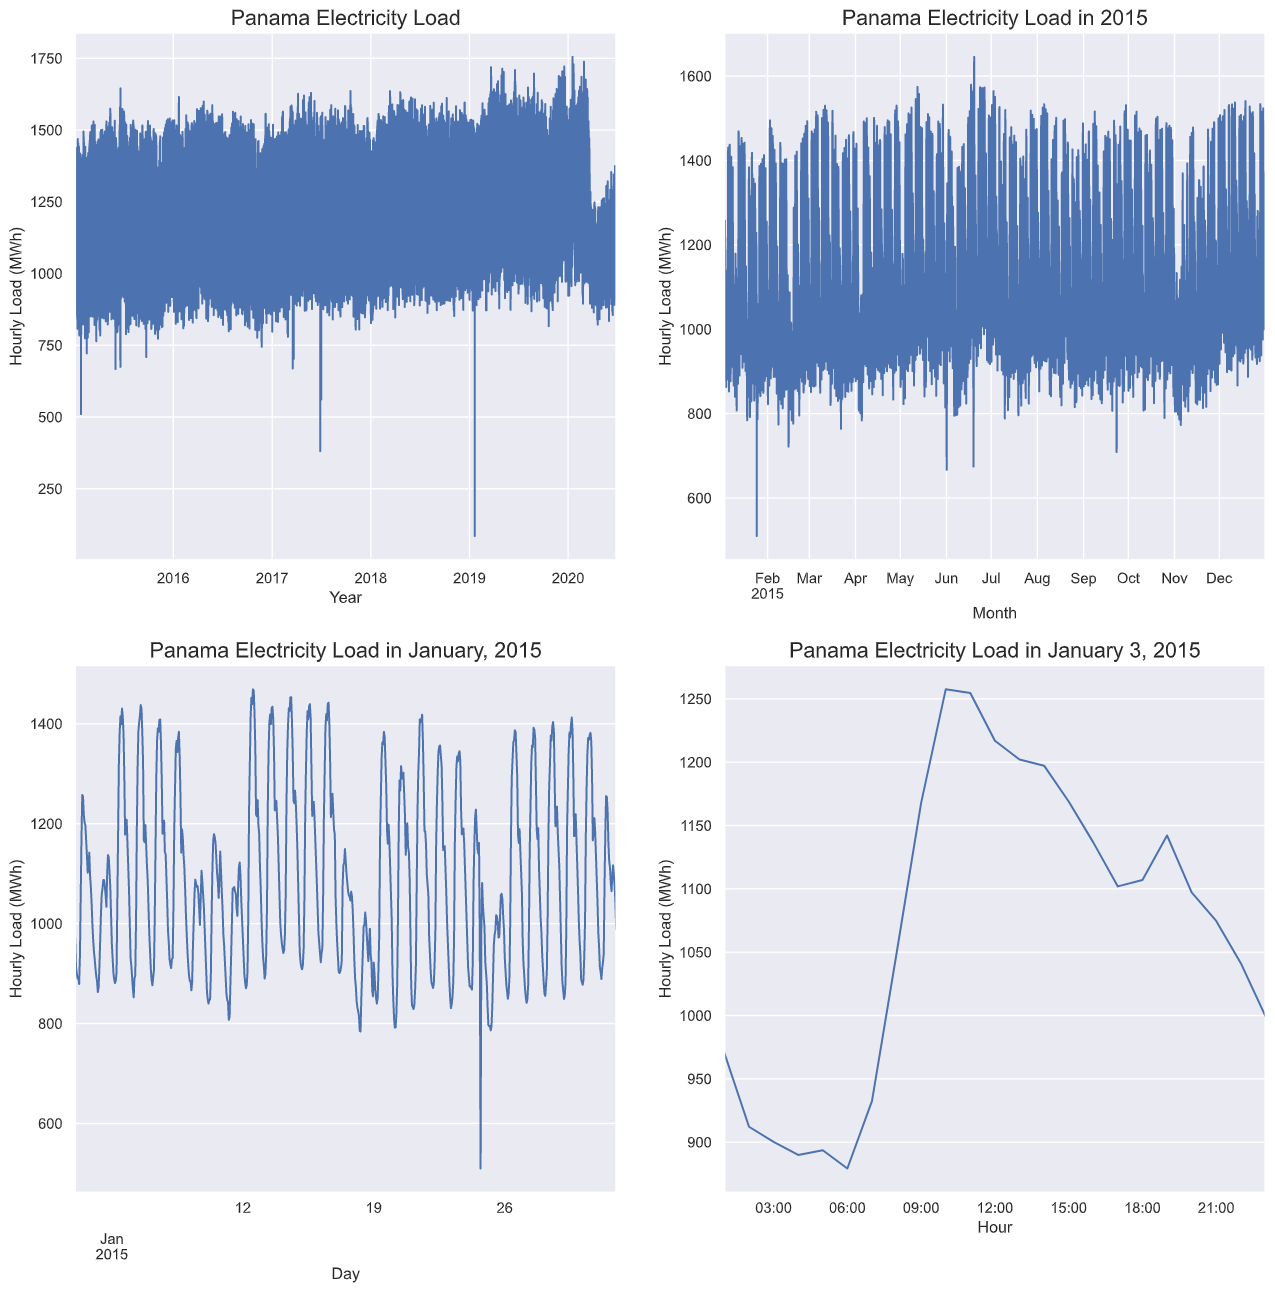 Panama Electricity Load
Hourly Load (MWh)
1750
1500
1250
1000
750
500
250
2016 2017 2018 2019 2020
Year
Panama Electricity Load in 2015
Hourly Load (MWh)
1600
1400
1200
1000
800
600
Feb Mar Apr May Jun Jul Aug Sep Oct Nov Dec
2015
Month
Panama Electricity Load in January, 2015
Hourly Load (MWh)
1400
1200
1000
800
600
12 19 26
Jan
2015
Day
Panama Electricity Load in January 3, 2015
Hourly Load (MWh)
1250
1200
1150
1100
1050
1000
950
900
03:00 06:00 09:00 12:00 15:00 18:00 21:00
Hour